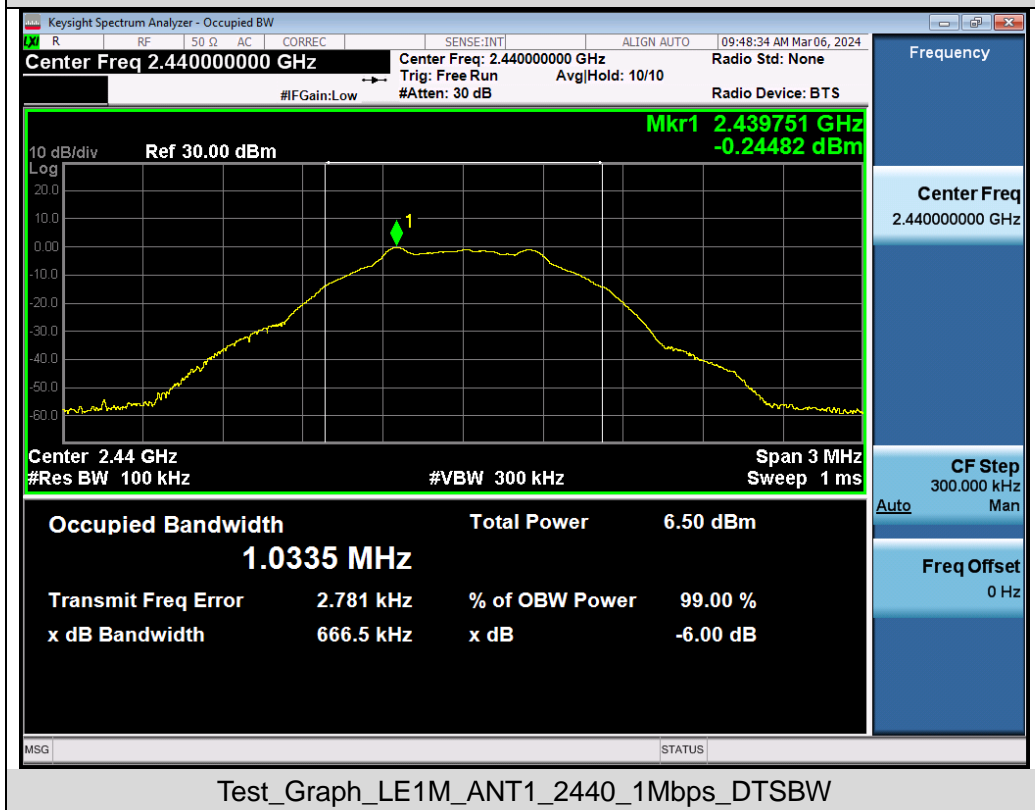 Keysight Spectrum Analyzer - Occupied BW
LXI R RF 50 Ω AC CORREC SENSE:INT ALIGN AUTO 09:48:34 AM Mar 06, 2024
Center Freq 2.440000000 GHz
#IFGain:Low
Center Freq: 2.440000000 GHz
Trig: Free Run Avg|Hold: 10/10
#Atten: 30 dB
Radio Std: None
Radio Device: BTS
Mkr1 2.439751 GHz
-0.24482 dBm
10 dB/div Ref 30.00 dBm
Log
20.0
10.0
0.00
-10.0
-20.0
-30.0
-40.0
-50.0
-60.0
1
Center 2.44 GHz Span 3 MHz
#Res BW 100 kHz #VBW 300 kHz Sweep 1 ms
Occupied Bandwidth Total Power 6.50 dBm
1.0335 MHz
Transmit Freq Error 2.781 kHz % of OBW Power 99.00 %
x dB Bandwidth 666.5 kHz x dB -6.00 dB
MSG STATUS
Frequency
Center Freq
2.440000000 GHz
CF Step
300.000 kHz
Auto Man
Freq Offset
0 Hz
Test_Graph_LE1M_ANT1_2440_1Mbps_DTSBW